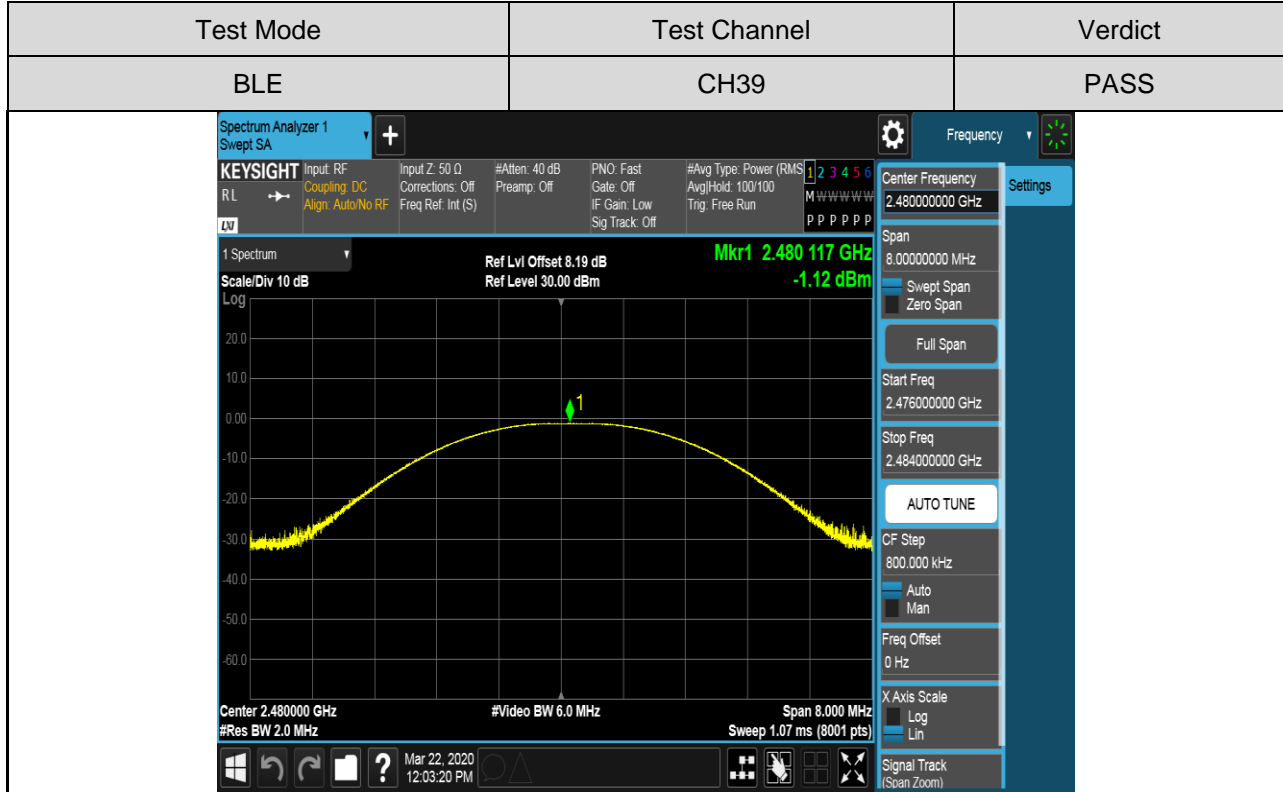 Test Mode Test Channel Verdict
BLE CH39 PASS
Spectrum Analyzer 1
Swept SA
+
Frequency
KEYSIGHT Input: RF Input Z: 50 Ω #Atten: 40 dB PNO: Fast #Avg Type: Power (RMS 1 2 3 4 5 6
R L Coupling: DC Corrections: Off Preamp: Off Gate: Off Avg|Hold: 100/100 M W W W W W
Align: Auto/No RF Freq Ref: Int (S) IF Gain: Low Trig: Free Run
LXI Sig Track: Off P P P P P P
1 Spectrum
Scale/Div 10 dB
Ref Lvl Offset 8.19 dB
Ref Level 30.00 dBm
Mkr1 2.480 117 GHz
-1.12 dBm
Log
20.0
10.0
0.00
-10.0
-20.0
-30.0
-40.0
-50.0
-60.0
1
Center 2.480000 GHz #Video BW 6.0 MHz Span 8.000 MHz
#Res BW 2.0 MHz Sweep 1.07 ms (8001 pts)
?
Mar 22, 2020
12:03:20 PM
Center Frequency
2.480000000 GHz
Settings
Span
8.00000000 MHz
Swept Span
Zero Span
Full Span
Start Freq
2.476000000 GHz
Stop Freq
2.484000000 GHz
AUTO TUNE
CF Step
800.000 kHz
Auto
Man
Freq Offset
0 Hz
X Axis Scale
Log
Lin
Signal Track
(Span Zoom)